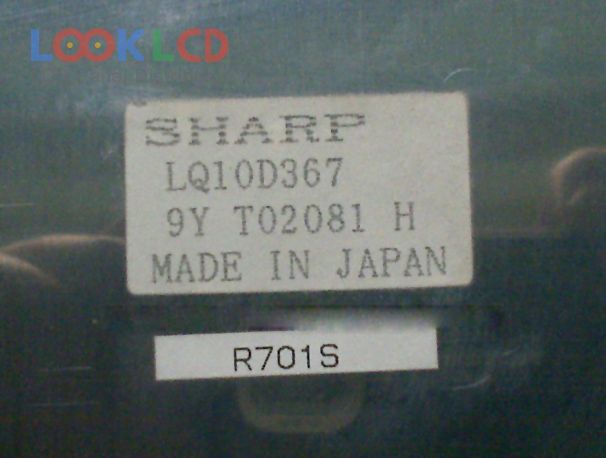 LOOKLCD
SHARP
LQ10D367
9Y T02081 H
MADE IN JAPAN
R701S